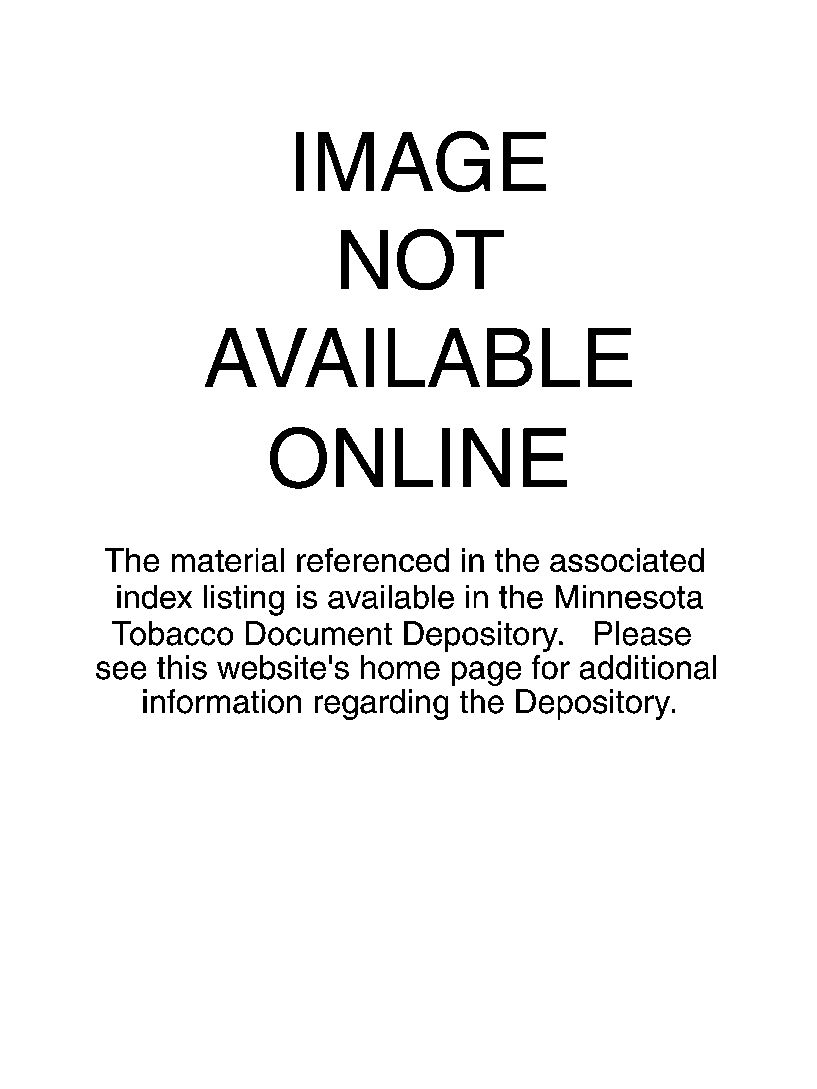 IMAGE
NOT
AVAILABLE
ONLINE
The material referenced in the associated
index listing is available in the Minnesota
Tobacco Document Depository.   Please
see this website's home page for additional
information regarding the Depository.